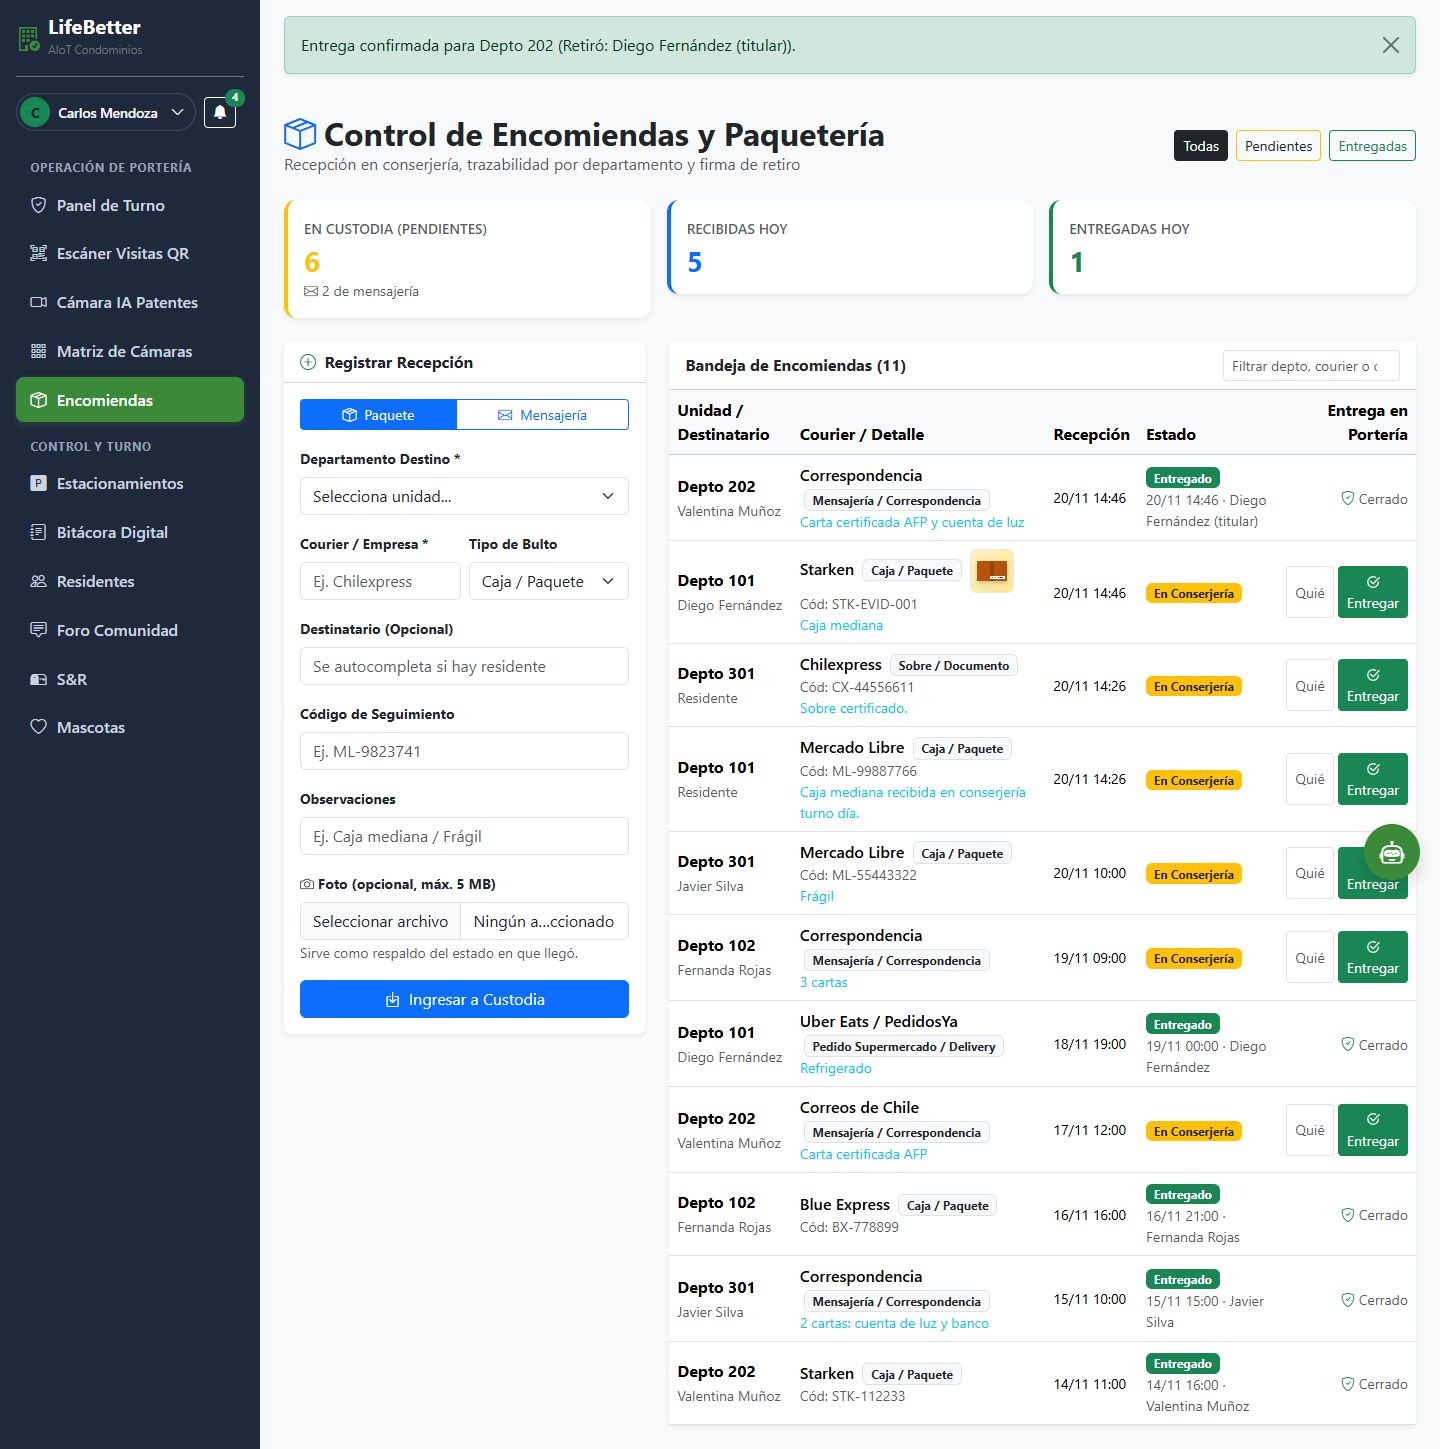 LifeBetter
AIoT Condominios
C Carlos Mendoza
4
OPERACIÓN DE PORTERÍA
Panel de Turno
Escáner Visitas QR
Cámara IA Patentes
Matriz de Cámaras
Encomiendas
CONTROL Y TURNO
P Estacionamientos
Bitácora Digital
Residentes
Foro Comunidad
S&R
Mascotas
Entrega confirmada para Depto 202 (Retiró: Diego Fernández (titular)).
Control de Encomiendas y Paquetería
Recepción en conserjería, trazabilidad por departamento y firma de retiro
Todas
Pendientes
Entregadas
EN CUSTODIA (PENDIENTES)
6
2 de mensajería
RECIBIDAS HOY
5
ENTREGADAS HOY
1
Registrar Recepción
Paquete
Mensajería
Departamento Destino *
Selecciona unidad...
Courier / Empresa *
Ej. Chilexpress
Tipo de Bulto
Caja / Paquete
Destinatario (Opcional)
Se autocompleta si hay residente
Código de Seguimiento
Ej. ML-9823741
Observaciones
Ej. Caja mediana / Frágil
Foto (opcional, máx. 5 MB)
Seleccionar archivo
Ningún a...ccionado
Sirve como respaldo del estado en que llegó.
Ingresar a Custodia
Bandeja de Encomiendas (11)
Filtrar depto, courier o c
Unidad /
Destinatario
Courier / Detalle
Recepción
Estado
Entrega en
Portería
Depto 202
Valentina Muñoz
Correspondencia
Mensajería / Correspondencia
Carta certificada AFP y cuenta de luz
20/11 14:46
Entregado
20/11 14:46 · Diego
Fernández (titular)
Cerrado
Depto 101
Diego Fernández
Starken Caja / Paquete
Cód: STK-EVID-001
Caja mediana
20/11 14:46
En Conserjería
Quié
Entregar
Depto 301
Residente
Chilexpress Sobre / Documento
Cód: CX-44556611
Sobre certificado.
20/11 14:26
En Conserjería
Quié
Entregar
Depto 101
Residente
Mercado Libre Caja / Paquete
Cód: ML-99887766
Caja mediana recibida en conserjería
turno día.
20/11 14:26
En Conserjería
Quié
Entregar
Depto 301
Javier Silva
Mercado Libre Caja / Paquete
Cód: ML-55443322
Frágil
20/11 10:00
En Conserjería
Quié
Entregar
Depto 102
Fernanda Rojas
Correspondencia
Mensajería / Correspondencia
3 cartas
19/11 09:00
En Conserjería
Quié
Entregar
Depto 101
Diego Fernández
Uber Eats / PedidosYa
Pedido Supermercado / Delivery
Refrigerado
18/11 19:00
Entregado
19/11 00:00 · Diego
Fernández
Cerrado
Depto 202
Valentina Muñoz
Correos de Chile
Mensajería / Correspondencia
Carta certificada AFP
17/11 12:00
En Conserjería
Quié
Entregar
Depto 102
Fernanda Rojas
Blue Express Caja / Paquete
Cód: BX-778899
16/11 16:00
Entregado
16/11 21:00 ·
Fernanda Rojas
Cerrado
Depto 301
Javier Silva
Correspondencia
Mensajería / Correspondencia
2 cartas: cuenta de luz y banco
15/11 10:00
Entregado
15/11 15:00 · Javier
Silva
Cerrado
Depto 202
Valentina Muñoz
Starken Caja / Paquete
Cód: STK-112233
14/11 11:00
Entregado
14/11 16:00 ·
Valentina Muñoz
Cerrado